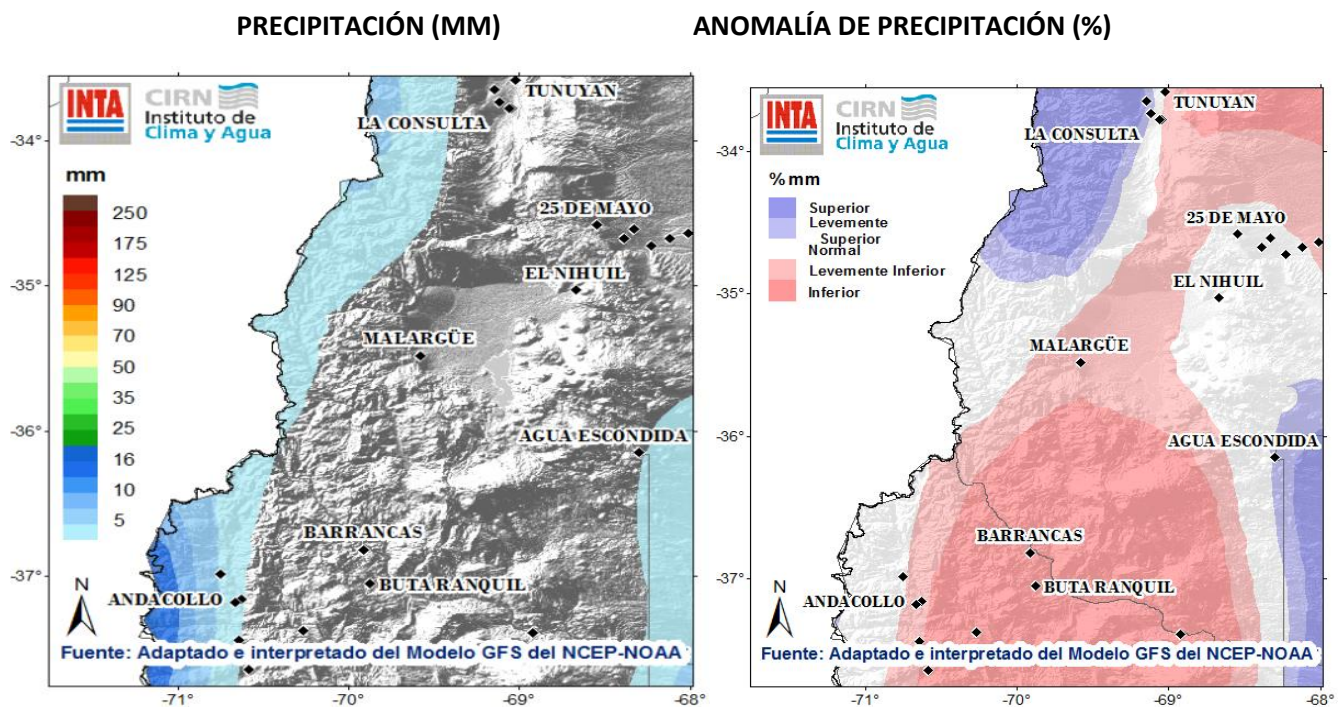 PRECIPITACIÓN (MM)
ANOMALÍA DE PRECIPITACIÓN (%)
INTA
CIRN
Instituto de
Clima y Agua
TUNUYAN
LA CONSULTA
-34°
mm
250
175
125
90
70
50
35
25
16
10
5
25 DE MAYO
EL NIHUIL
-35°
MALARGÜE
-36°
AGUA ESCONDIDA
BARRANCAS
-37°
N
BUTA RANQUIL
ANDACOLLO
Fuente: Adaptado e interpretado del Modelo GFS del NCEP-NOAA
-71°
-70°
-69°
-68°
INTA
CIRN
Instituto de
Clima y Agua
TUNUYAN
LA CONSULTA
-34°
% mm
Superior
Levemente
Superior
Normal
Levemente Inferior
Inferior
25 DE MAYO
EL NIHUIL
-35°
MALARGÜE
-36°
AGUA ESCONDIDA
BARRANCAS
-37°
N
BUTA RANQUIL
ANDACOLLO
Fuente: Adaptado e interpretado del Modelo GFS del NCEP-NOAA
-71°
-70°
-69°
-68°